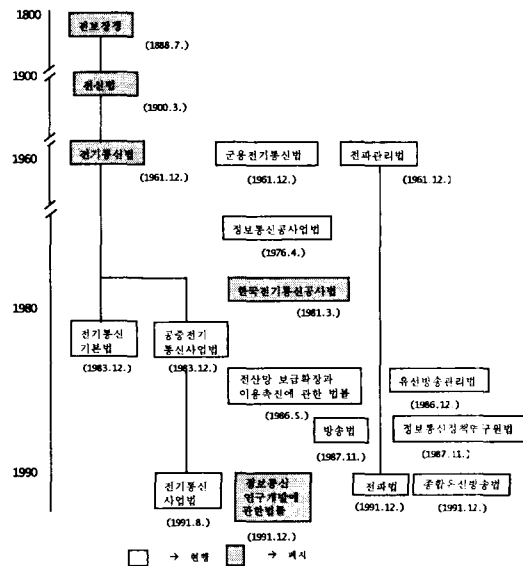 1800
전보장정
(1888.7.)
1900
전신법
(1900.3.)
1960
전기통신법
(1961.12.)
군용전기통신법
(1961.12.)
전파관리법
(1961.12.)
정보통신공사업법
(1976.4.)
한국전기통신공사법
(1981.3.)
1980
전기통신
기본법
(1983.12.)
공중전기
통신사업법
(1983.12.)
전산망 보급확장과
이용촉진에 관한 법률
(1986.5.)
유선방송관리법
(1986.12.)
방송법
(1987.11.)
정보통신정책연구원법
(1987.11.)
1990
전기통신
사업법
(1991.8.)
정보통신
연구개발에
관한법률
(1991.12.)
전파법
(1991.12.)
종합유선방송법
(1991.12.)
→ 현행
→ 폐지